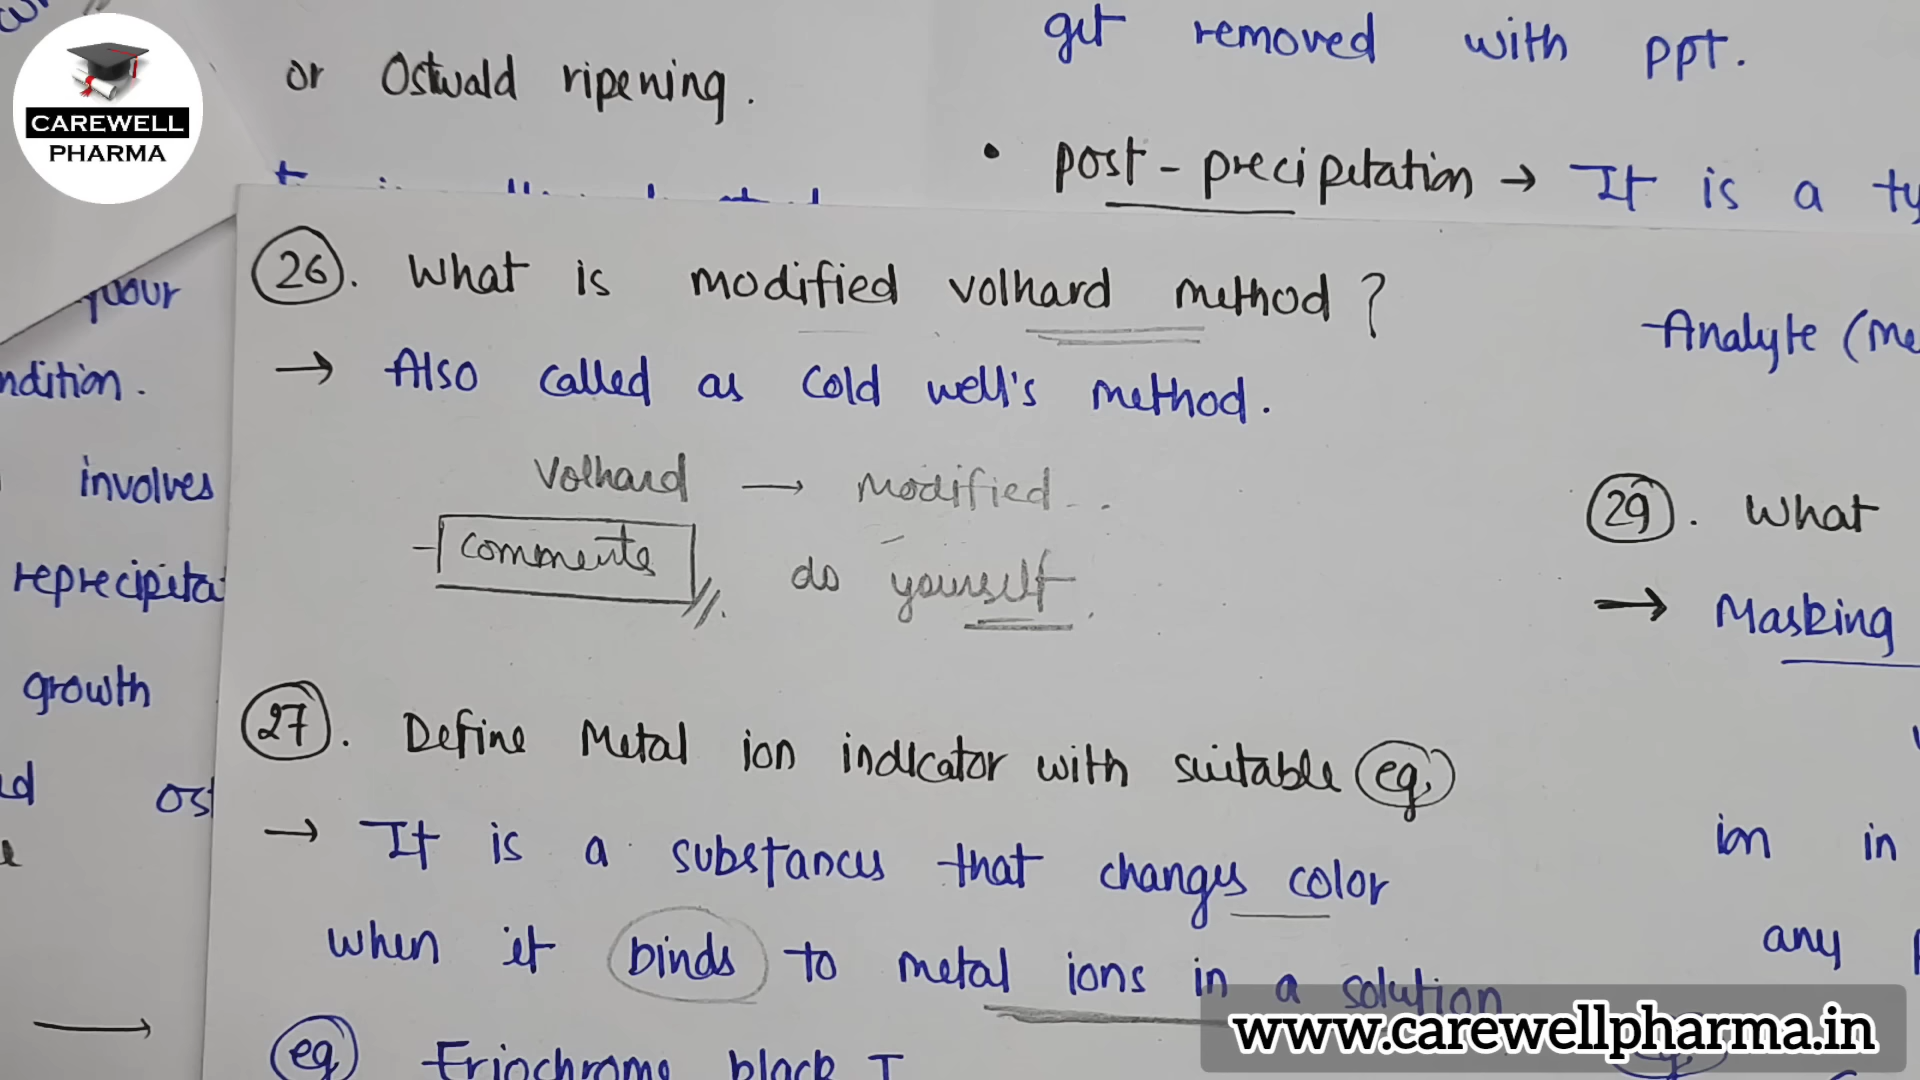 CAREWELL
PHARMA
or Ostwald ripening.
get removed with ppt.
• post - precipitation → It is a
26. What is modified volhard method ?
→ Also called as cold well's method.
volhard → modified..
comments do yourself.
27. Define Metal ion indicator with suitable eg.
→ It is a substances that changes color
when it binds to metal ions in a solution
eg Eriochrome black T
ndition.
involves
growth
Analyte
29. What
→ Masking
ion in
any
www.carewellpharma.in